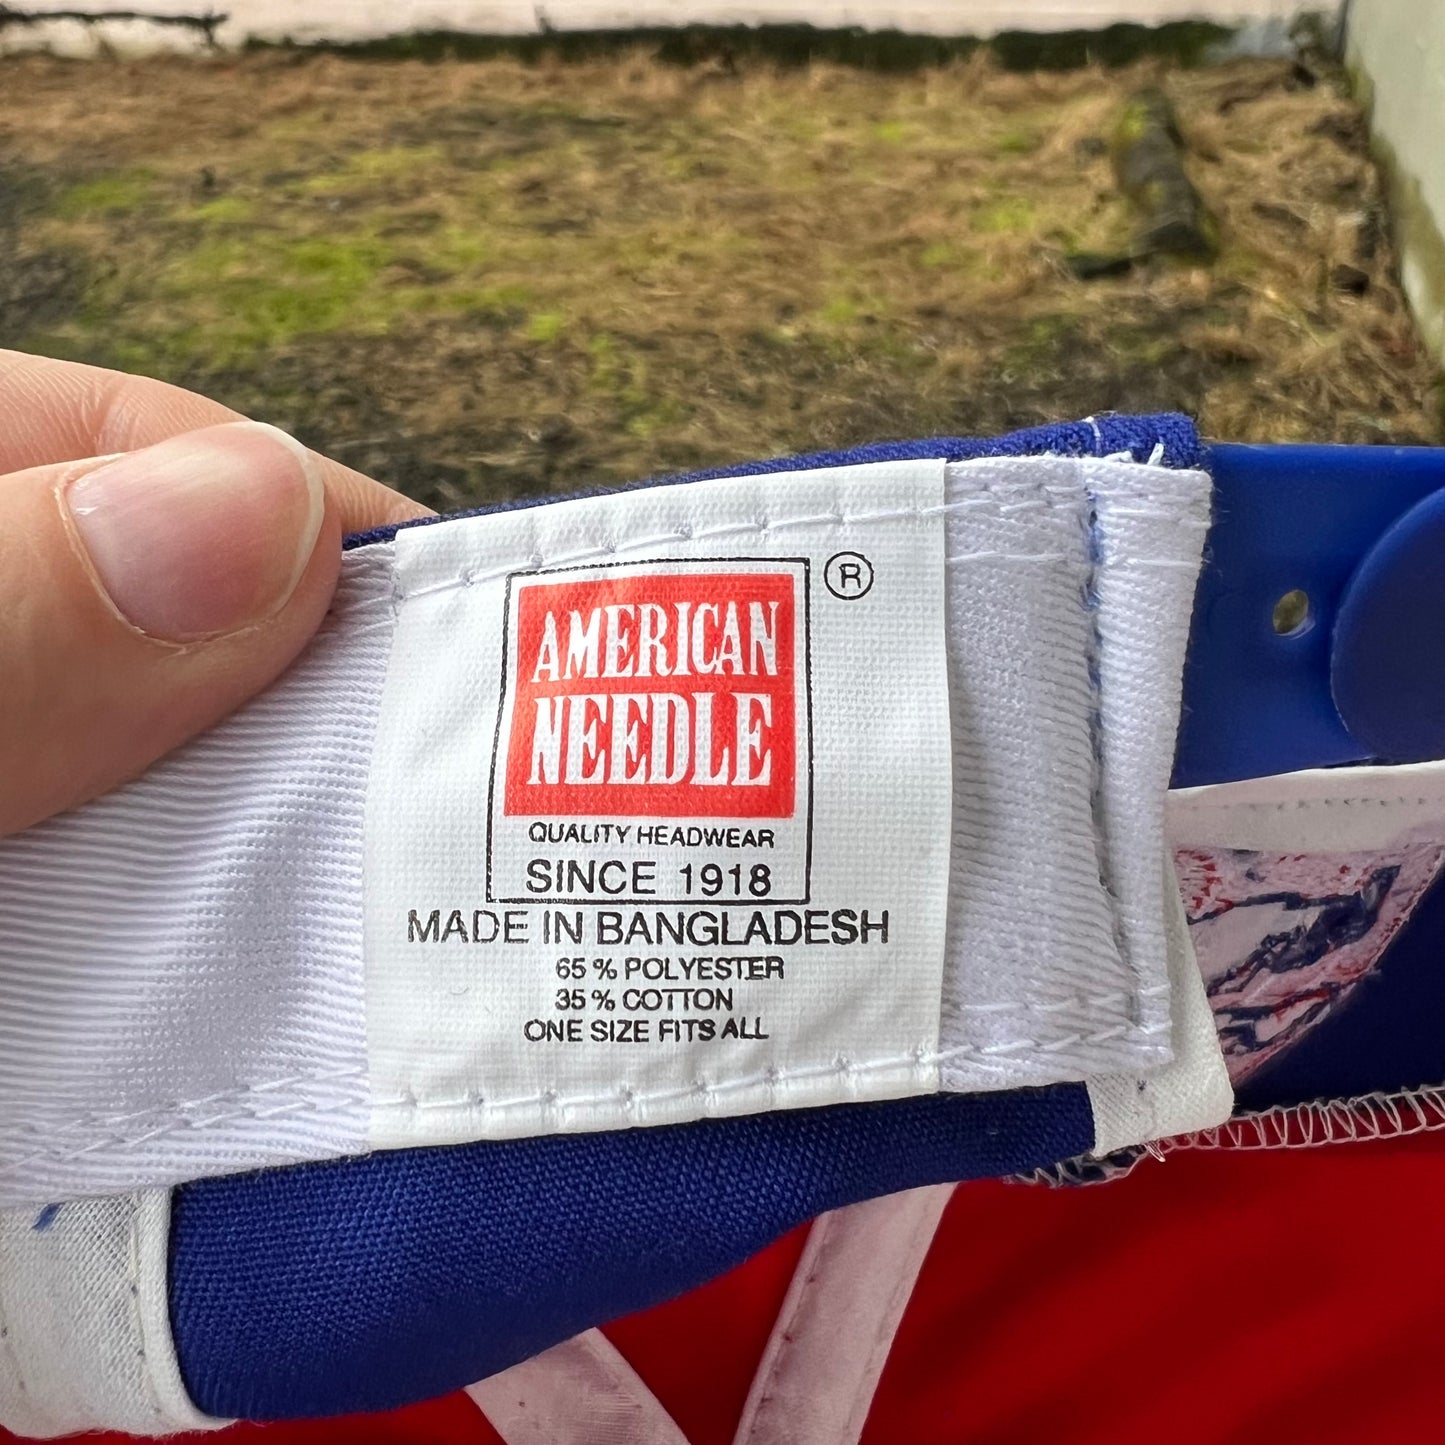 AMERICAN
NEEDLE
®
QUALITY HEADWEAR
SINCE 1918
MADE IN BANGLADESH
65 % POLYESTER
35 % COTTON
ONE SIZE FITS ALL